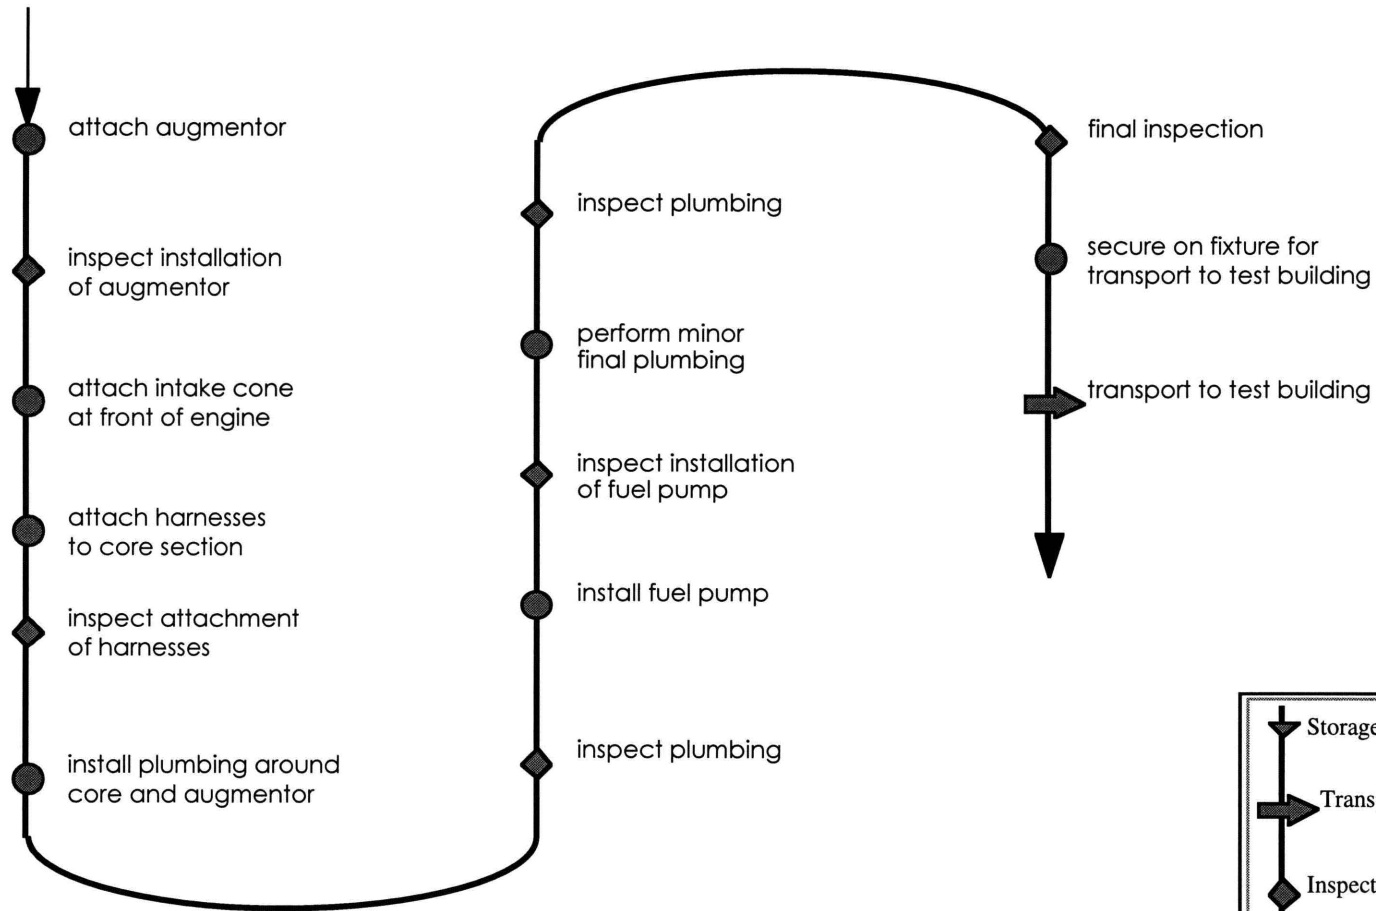 attach augmentor
inspect installation
of augmentor
attach intake cone
at front of engine
attach harnesses
to core section
inspect attachment
of harnesses
install plumbing around
core and augmentor
inspect plumbing
perform minor
final plumbing
inspect installation
of fuel pump
install fuel pump
inspect plumbing
final inspection
secure on fixture for
transport to test building
transport to test building
Storage
Trans
Inspect